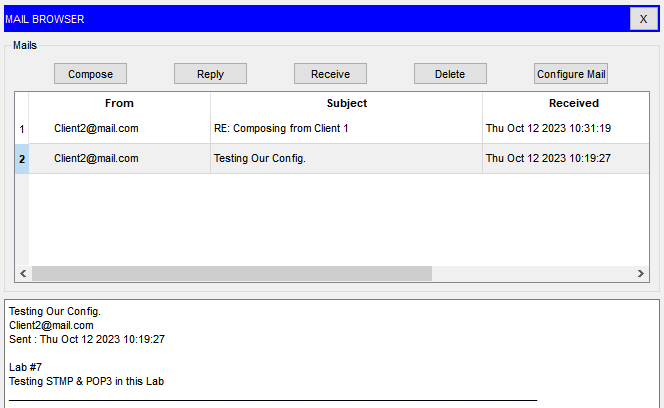 MAIL BROWSER X
Mails
Compose Reply Receive Delete Configure Mail
From Subject Received
1 Client2@mail.com RE: Composing from Client 1 Thu Oct 12 2023 10:31:19
2 Client2@mail.com Testing Our Config. Thu Oct 12 2023 10:19:27
Testing Our Config.
Client2@mail.com
Sent : Thu Oct 12 2023 10:19:27
Lab #7
Testing STMP & POP3 in this Lab